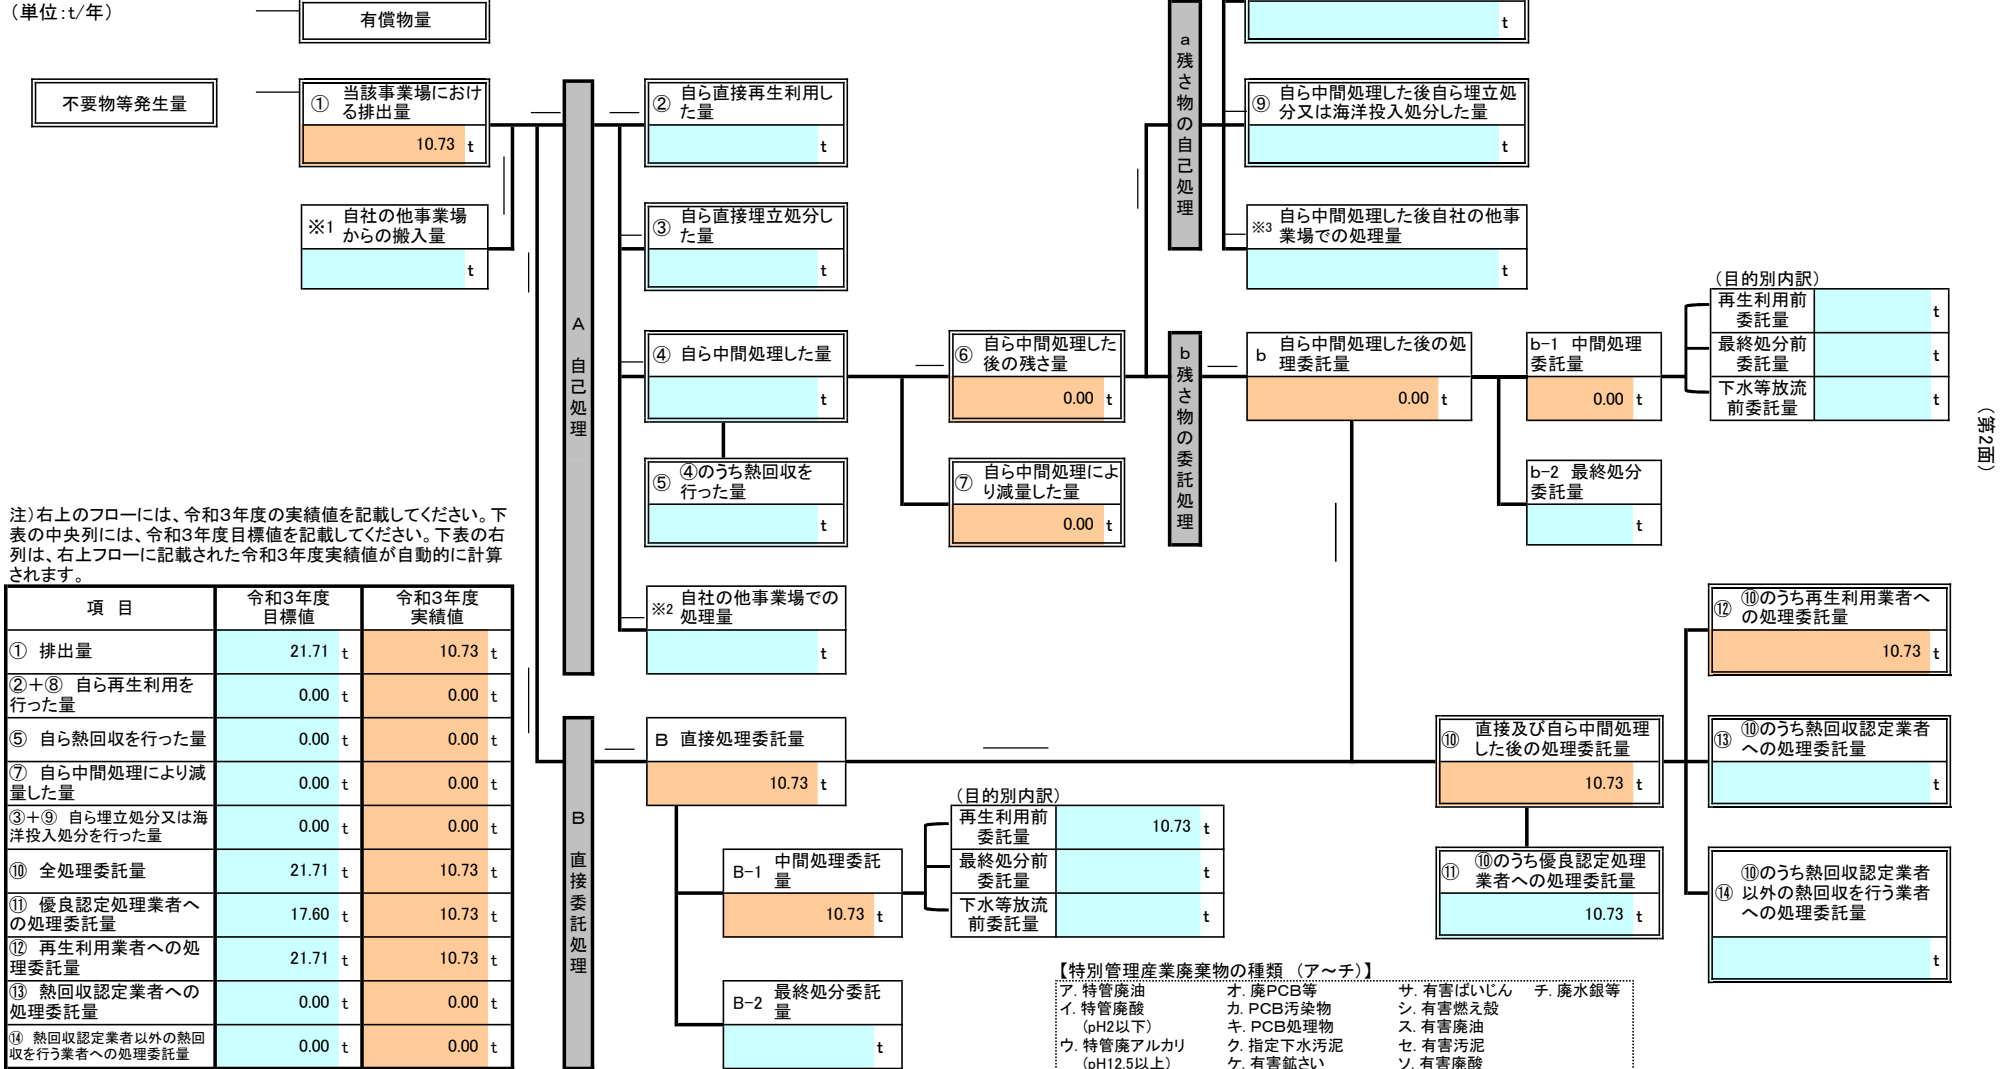 （単位：t/年）
有償物量
不要物等発生量
① 当該事業場におけ
る排出量
10.73 t
※1 自社の他事業場
からの搬入量
t
A 自己処理
② 自ら直接再生利用し
た量
t
③ 自ら直接埋立処分し
た量
t
④ 自ら中間処理した量
t
⑤ ④のうち熱回収を
行った量
t
※2 自社の他事業場での
処理量
t
⑥ 自ら中間処理した
後の残さ量
0.00 t
⑦ 自ら中間処理によ
り減量した量
0.00 t
a 残さ物の自己処理
t
⑨ 自ら中間処理した後自ら埋立処
分又は海洋投入処分した量
t
※3 自ら中間処理した後自社の他事
業場での処理量
t
b 残さ物の委託処理
b 自ら中間処理した後の処
理委託量
0.00 t
b-1 中間処理
委託量
0.00 t
b-2 最終処分
委託量
t
（目的別内訳）
再生利用前
委託量 t
最終処分前
委託量 t
下水等放流
前委託量 t
（第2面）
注）右上のフローには、令和3年度の実績値を記載してください。下
表の中央列には、令和3年度目標値を記載してください。下表の右
列は、右上フローに記載された令和3年度実績値が自動的に計算
されます。
項 目 令和3年度 目標値 令和3年度 実績値
① 排出量 21.71 t 10.73 t
②＋⑧ 自ら再生利用を
行った量 0.00 t 0.00 t
⑤ 自ら熱回収を行った量 0.00 t 0.00 t
⑦ 自ら中間処理により減
量した量 0.00 t 0.00 t
③＋⑨ 自ら埋立処分又は海
洋投入処分を行った量 0.00 t 0.00 t
⑩ 全処理委託量 21.71 t 10.73 t
⑪ 優良認定処理業者へ
の処理委託量 17.60 t 10.73 t
⑫ 再生利用業者への処
理委託量 21.71 t 10.73 t
⑬ 熱回収認定業者への
処理委託量 0.00 t 0.00 t
⑭ 熱回収認定業者以外の熱回
収を行う業者への処理委託量 0.00 t 0.00 t
B 直接委託処理
B 直接処理委託量
10.73 t
B-1 中間処理委託
量
10.73 t
B-2 最終処分委託
量
t
（目的別内訳）
再生利用前
委託量 10.73 t
最終処分前
委託量 t
下水等放流
前委託量 t
⑩ 直接及び自ら中間処理
した後の処理委託量
10.73 t
⑪ ⑩のうち優良認定処理
業者への処理委託量
10.73 t
⑫ ⑩のうち再生利用業者へ
の処理委託量
10.73 t
⑬ ⑩のうち熱回収認定業者
への処理委託量
t
⑭ ⑩のうち熱回収認定業者
以外の熱回収を行う業者
への処理委託量
t
【特別管理産業廃棄物の種類 （ア～チ）】
ア．特管廃油 オ．廃PCB等 サ．有害ばいじん チ．廃水銀等
イ．特管廃酸 カ．PCB汚染物 シ．有害燃え殻
（pH2以下） キ．PCB処理物 ス．有害廃油
ウ．特管廃アルカリ ク．指定下水汚泥 セ．有害汚泥
（pH12.5以上） ケ．有害鉱さい ソ．有害廃酸